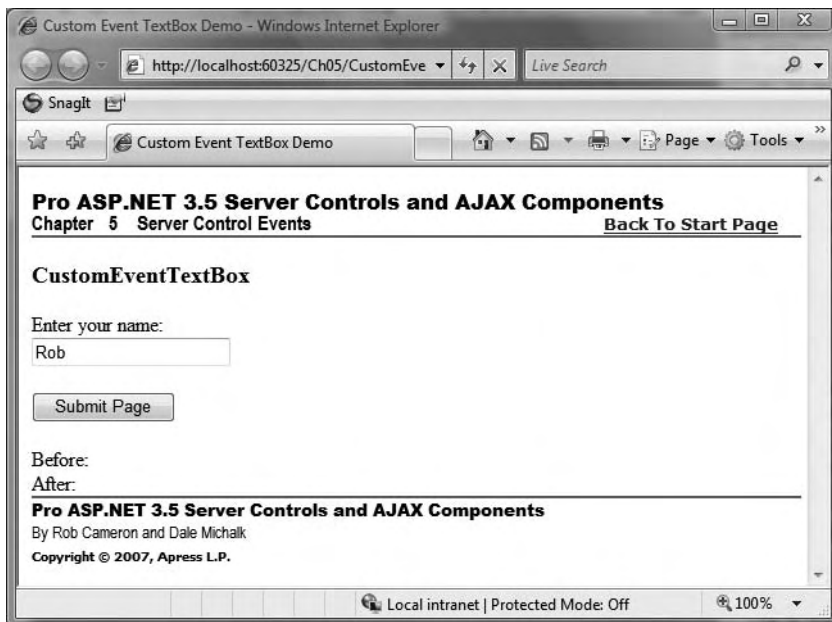 Custom Event TextBox Demo - Windows Internet Explorer
http://localhost:60325/Ch05/CustomEve
Live Search
SnagIt
Custom Event TextBox Demo
Page
Tools
Pro ASP.NET 3.5 Server Controls and AJAX Components
Chapter 5 Server Control Events
Back To Start Page
CustomEventTextBox
Enter your name:
Rob
Submit Page
Before:
After:
Pro ASP.NET 3.5 Server Controls and AJAX Components
By Rob Cameron and Dale Michalk
Copyright © 2007, Apress L.P.
Local intranet | Protected Mode: Off
100%